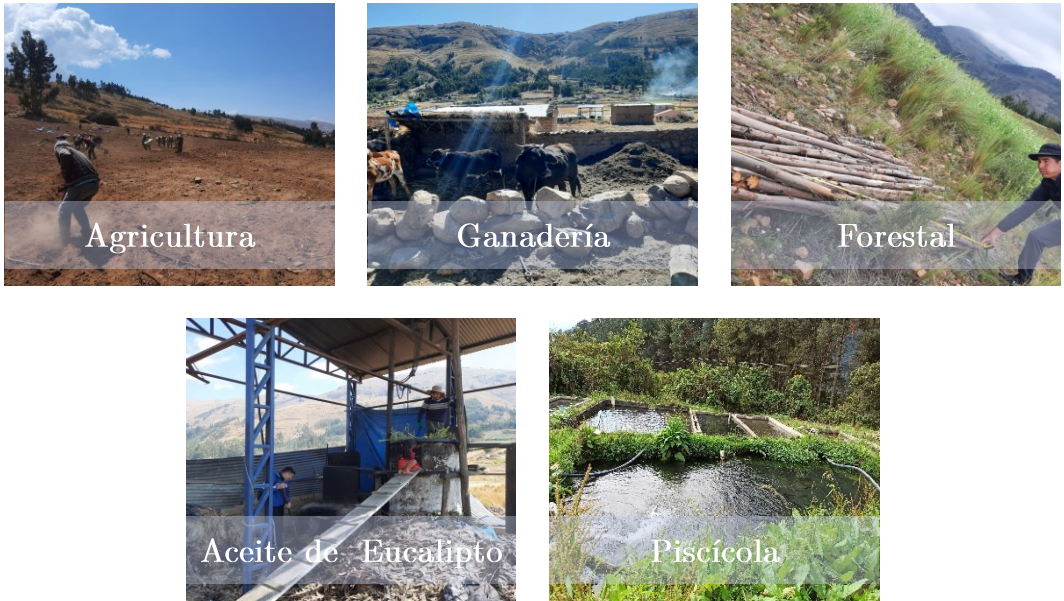 Agricultura
Ganadería
Forestal
Aceite de Eucalipto
Piscícola